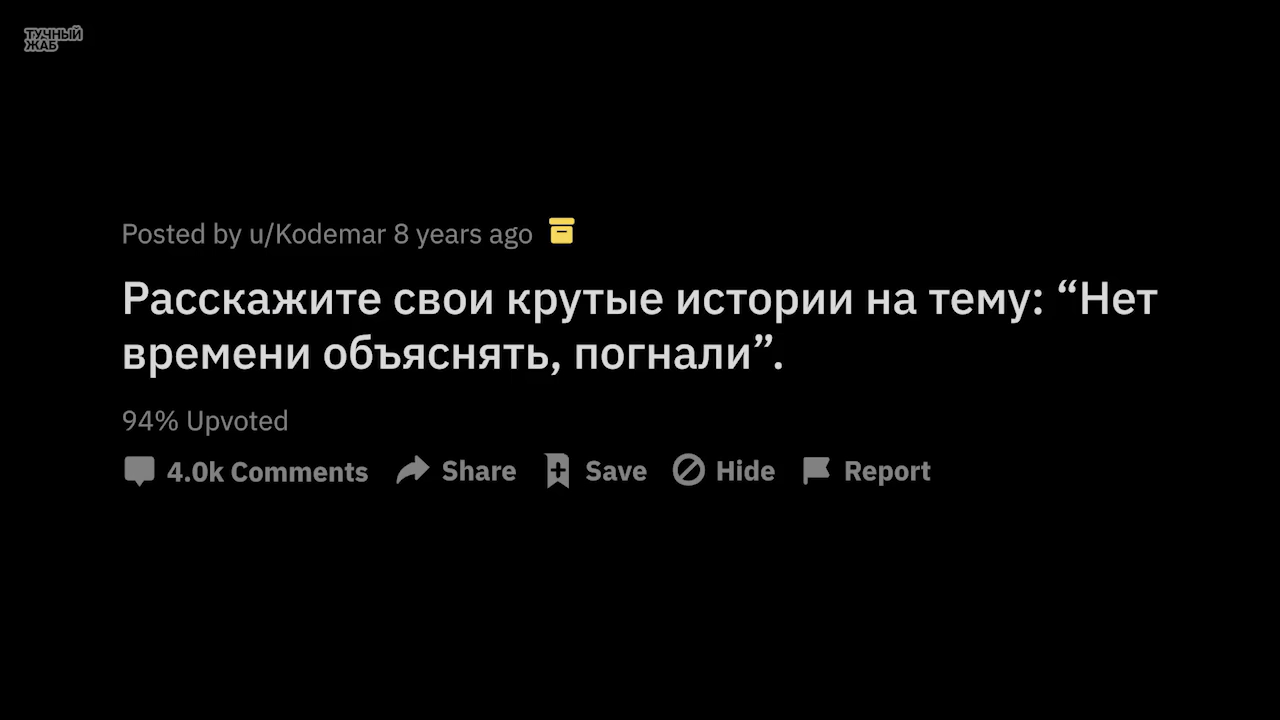 ТУЧНЫЙ
ЖАБ
Posted by u/Kodemar 8 years ago
Расскажите свои крутые истории на тему: “Нет
времени объяснять, погнали”.
94% Upvoted
4.0k Comments Share Save Hide Report